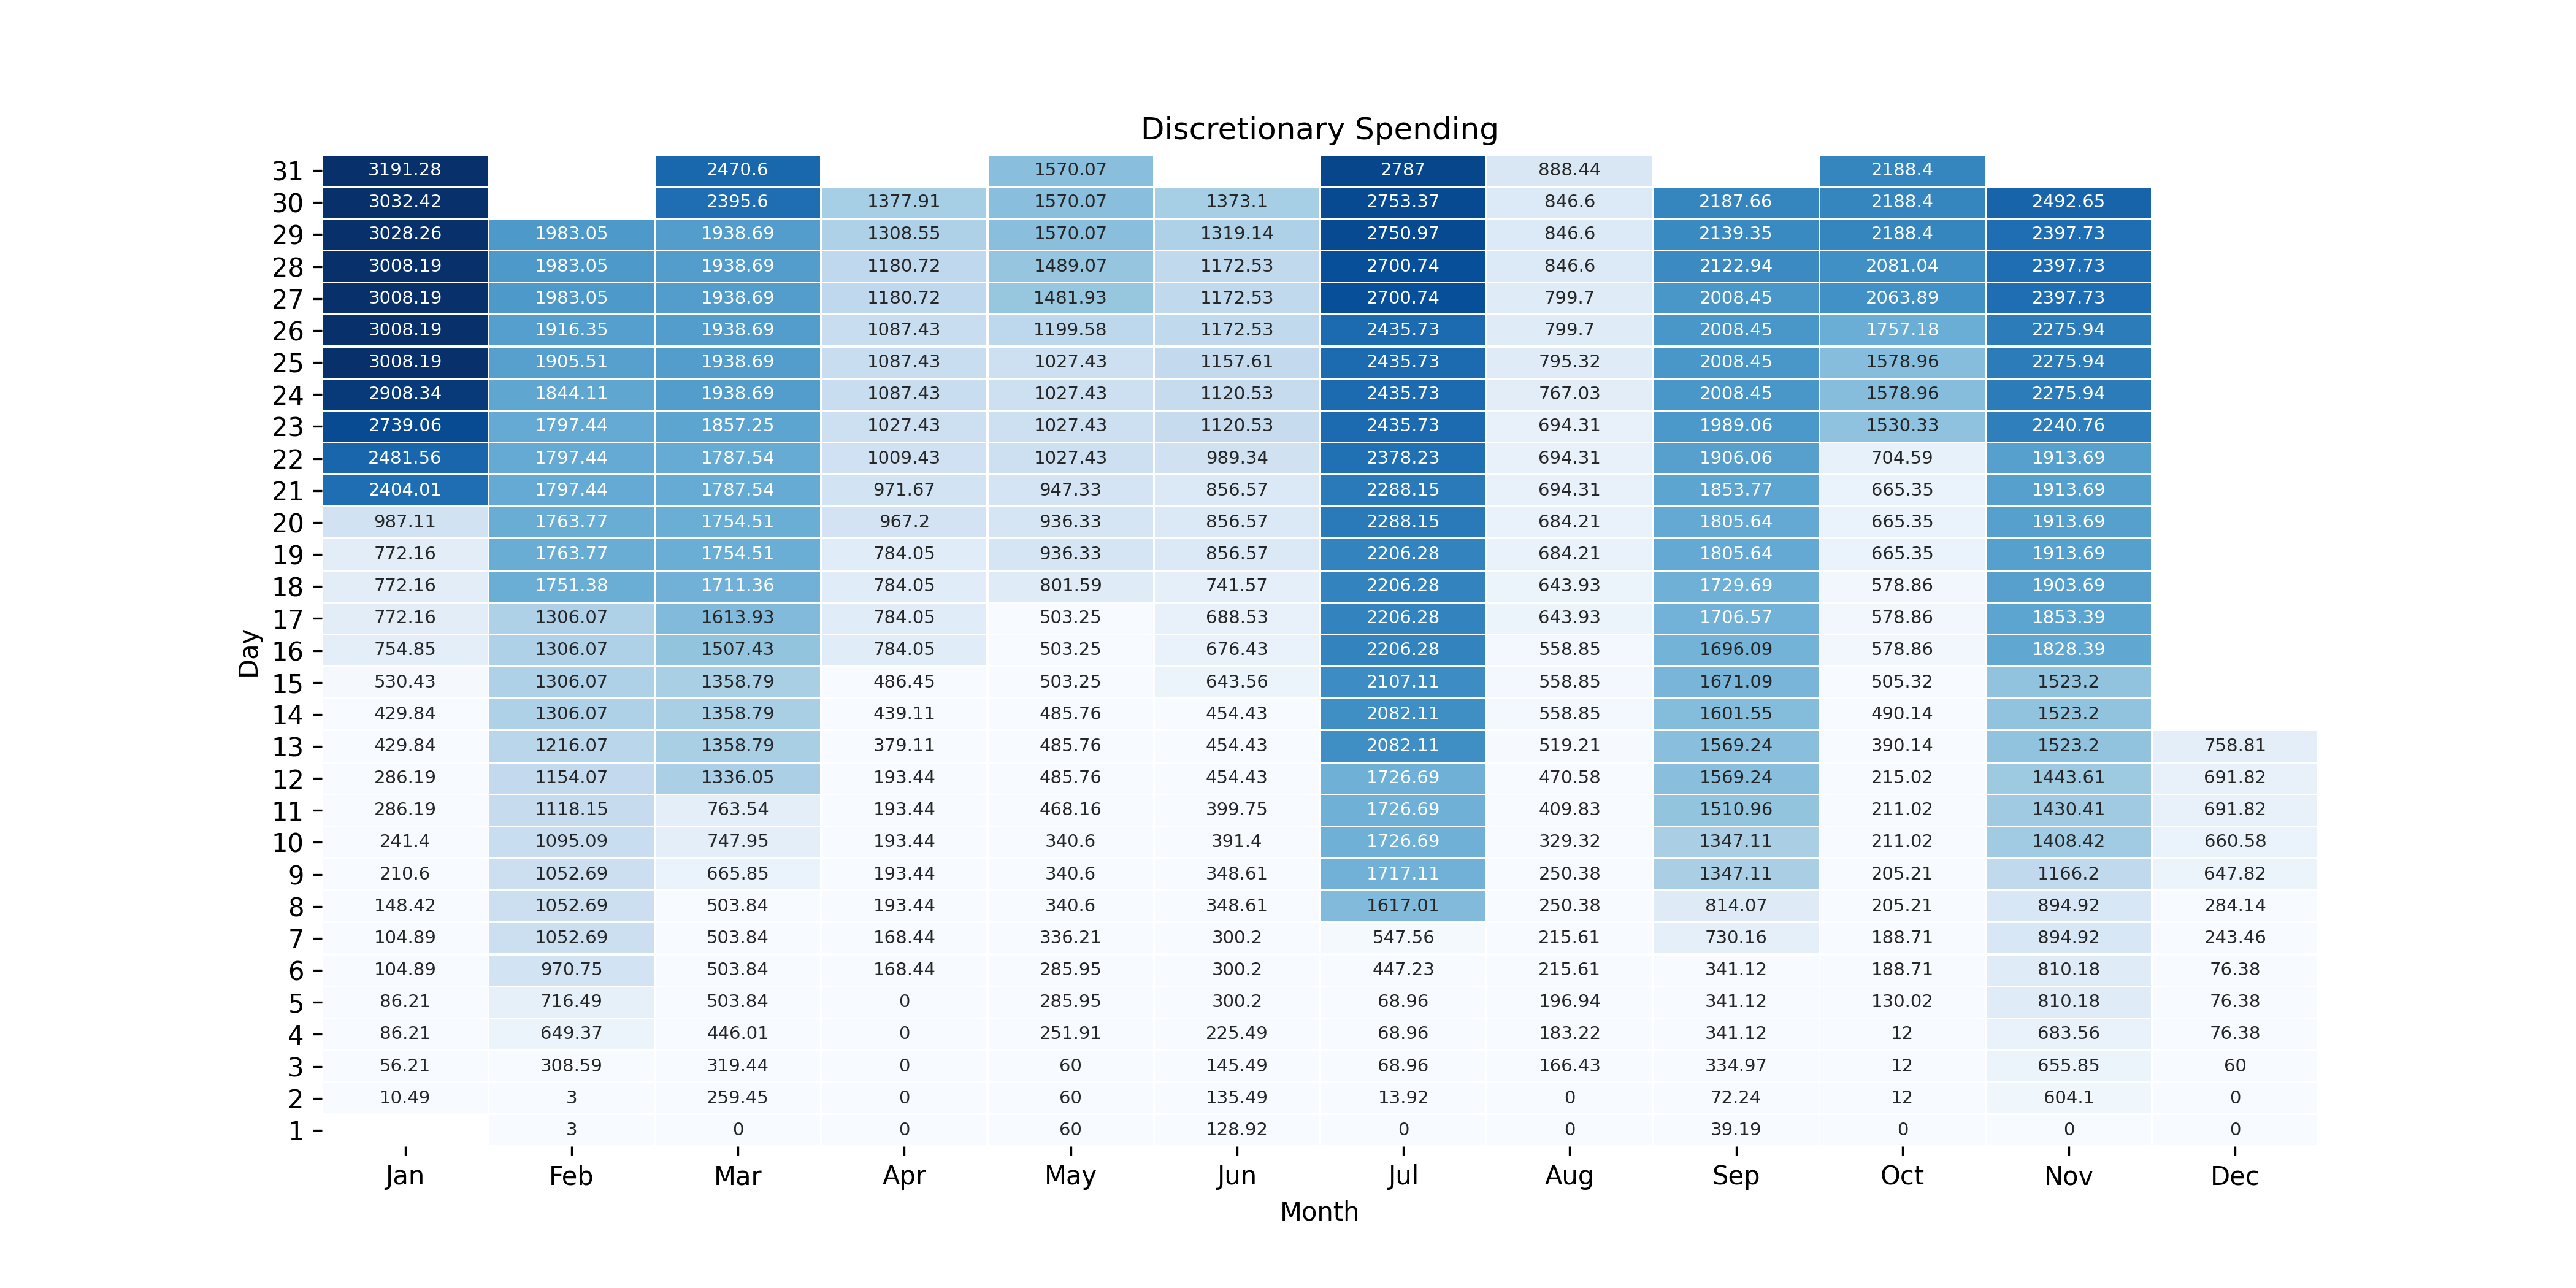 Discretionary Spending
31 3191.28 2470.6 1570.07 2787 888.44 2188.4
30 3032.42 2395.6 1377.91 1570.07 1373.1 2753.37 846.6 2187.66 2188.4 2492.65
29 3028.26 1983.05 1938.69 1308.55 1570.07 1319.14 2750.97 846.6 2139.35 2188.4 2397.73
28 3008.19 1983.05 1938.69 1180.72 1489.07 1172.53 2700.74 846.6 2122.94 2081.04 2397.73
27 3008.19 1983.05 1938.69 1180.72 1481.93 1172.53 2700.74 799.7 2008.45 2063.89 2397.73
26 3008.19 1916.35 1938.69 1087.43 1199.58 1172.53 2435.73 799.7 2008.45 1757.18 2275.94
25 3008.19 1905.51 1938.69 1087.43 1027.43 1157.61 2435.73 795.32 2008.45 1578.96 2275.94
24 2908.34 1844.11 1938.69 1087.43 1027.43 1120.53 2435.73 767.03 2008.45 1578.96 2275.94
23 2739.06 1797.44 1857.25 1027.43 1027.43 1120.53 2435.73 694.31 1989.06 1530.33 2240.76
22 2481.56 1797.44 1787.54 1009.43 1027.43 989.34 2378.23 694.31 1906.06 704.59 1913.69
21 2404.01 1797.44 1787.54 971.67 947.33 856.57 2288.15 694.31 1853.77 665.35 1913.69
20 987.11 1763.77 1754.51 967.2 936.33 856.57 2288.15 684.21 1805.64 665.35 1913.69
19 772.16 1763.77 1754.51 784.05 936.33 856.57 2206.28 684.21 1805.64 665.35 1913.69
18 772.16 1751.38 1711.36 784.05 801.59 741.57 2206.28 643.93 1729.69 578.86 1903.69
17 772.16 1306.07 1613.93 784.05 503.25 688.53 2206.28 643.93 1706.57 578.86 1853.39
16 754.85 1306.07 1507.43 784.05 503.25 676.43 2206.28 558.85 1696.09 578.86 1828.39
15 530.43 1306.07 1358.79 486.45 503.25 643.56 2107.11 558.85 1671.09 505.32 1523.2
14 429.84 1306.07 1358.79 439.11 485.76 454.43 2082.11 558.85 1601.55 490.14 1523.2
13 429.84 1216.07 1358.79 379.11 485.76 454.43 2082.11 519.21 1569.24 390.14 1523.2 758.81
12 286.19 1154.07 1336.05 193.44 485.76 454.43 1726.69 470.58 1569.24 215.02 1443.61 691.82
11 286.19 1118.15 763.54 193.44 468.16 399.75 1726.69 409.83 1510.96 211.02 1430.41 691.82
10 241.4 1095.09 747.95 193.44 340.6 391.4 1726.69 329.32 1347.11 211.02 1408.42 660.58
9 210.6 1052.69 665.85 193.44 340.6 348.61 1717.11 250.38 1347.11 205.21 1166.2 647.82
8 148.42 1052.69 503.84 193.44 340.6 348.61 1617.01 250.38 814.07 205.21 894.92 284.14
7 104.89 1052.69 503.84 168.44 336.21 300.2 547.56 215.61 730.16 188.71 894.92 243.46
6 104.89 970.75 503.84 168.44 285.95 300.2 447.23 215.61 341.12 188.71 810.18 76.38
5 86.21 716.49 503.84 0 285.95 300.2 68.96 196.94 341.12 130.02 810.18 76.38
4 86.21 649.37 446.01 0 251.91 225.49 68.96 183.22 341.12 12 683.56 76.38
3 56.21 308.59 319.44 0 60 145.49 68.96 166.43 334.97 12 655.85 60
2 10.49 3 259.45 0 60 135.49 13.92 0 72.24 12 604.1 0
1 3 0 0 60 128.92 0 0 39.19 0 0 0
Jan Feb Mar Apr May Jun Jul Aug Sep Oct Nov Dec
Month
Day